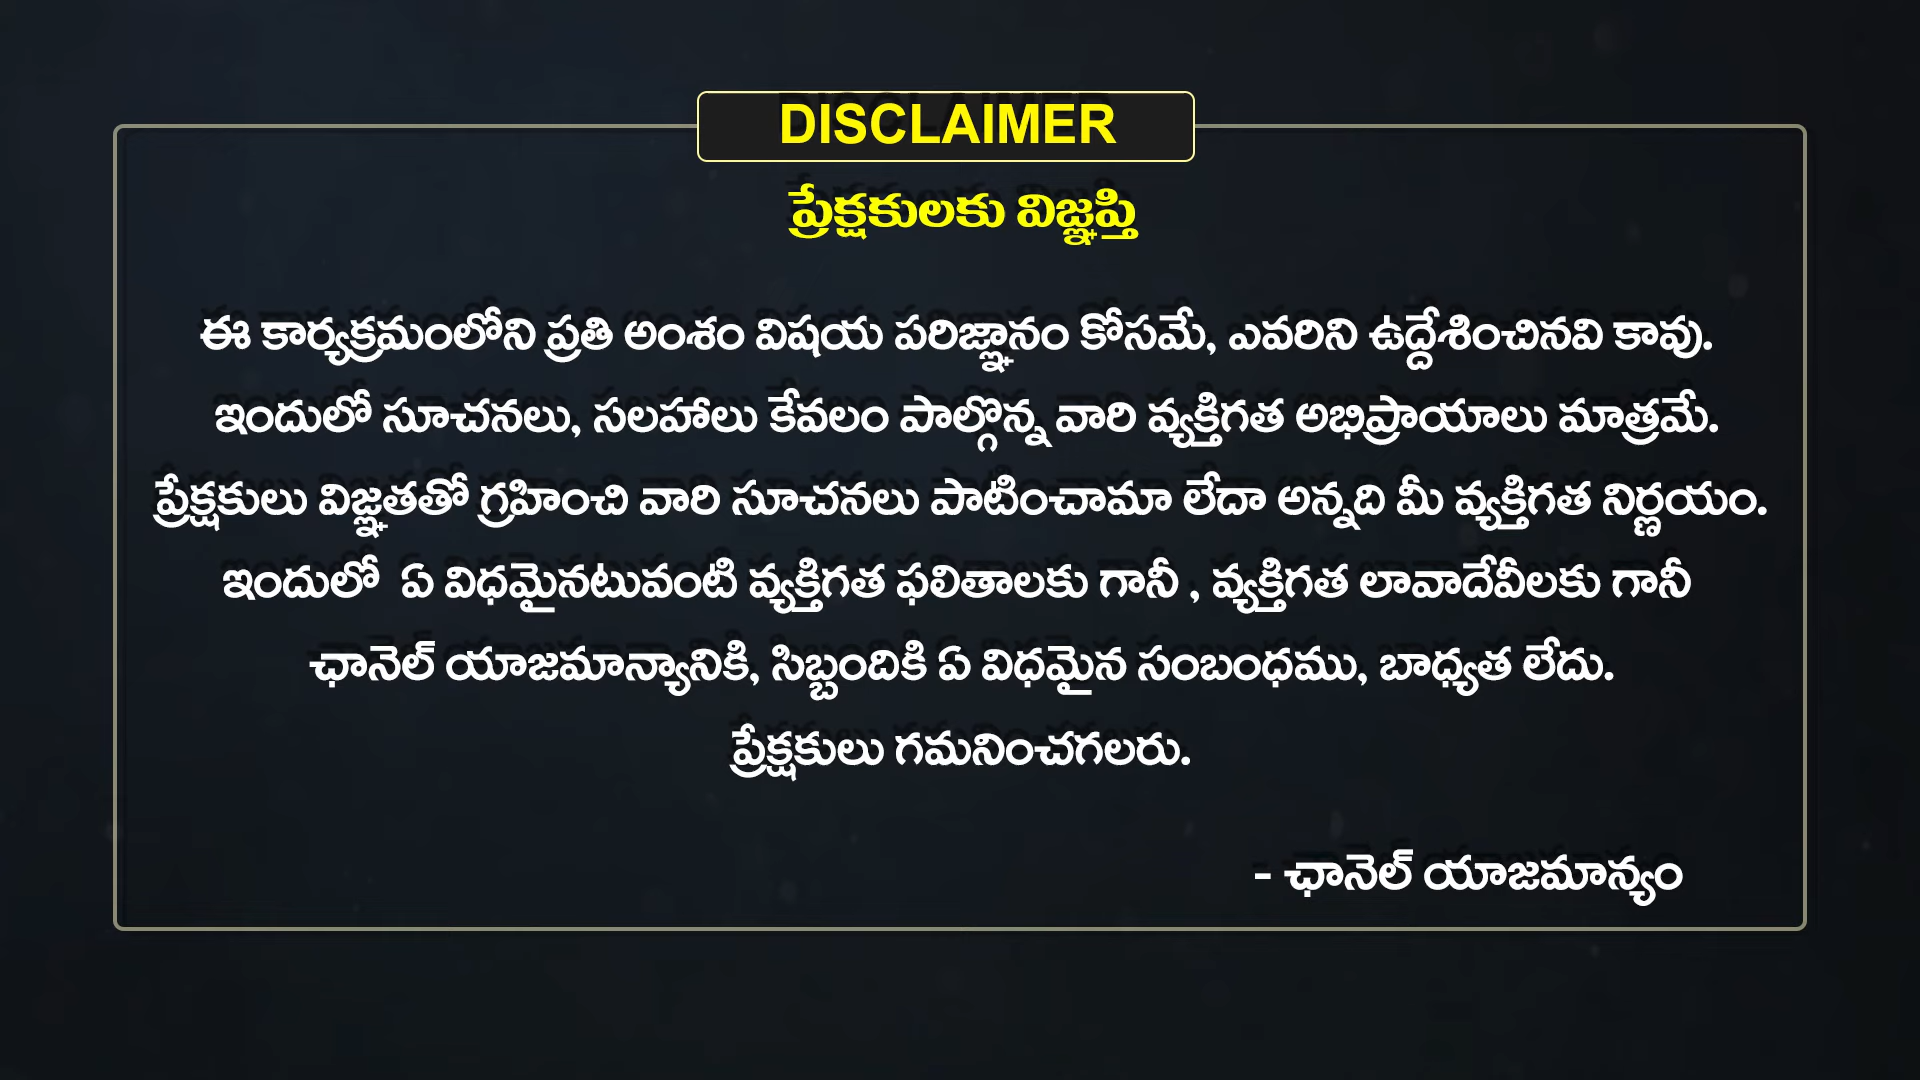 DISCLAIMER
ప్రేక్షకులకు విజ్ఞప్తి
ఈ కార్యక్రమంలోని ప్రతి అంశం విషయ పరిజ్ఞానం కోసమే, ఎవరిని ఉద్దేశించినవి కావు.
ఇందులో సూచనలు, సలహాలు కేవలం పాల్గొన్న వారి వ్యక్తిగత అభిప్రాయాలు మాత్రమే.
ప్రేక్షకులు విజ్ఞతతో గ్రహించి వారి సూచనలు పాటించామా లేదా అన్నది మీ వ్యక్తిగత నిర్ణయం.
ఇందులో ఏ విధమైనటువంటి వ్యక్తిగత ఫలితాలకు గానీ , వ్యక్తిగత లావాదేవీలకు గానీ
ఛానెల్ యాజమాన్యానికి, సిబ్బందికి ఏ విధమైన సంబంధము, బాధ్యత లేదు.
ప్రేక్షకులు గమనించగలరు.
- ఛానెల్ యాజమాన్యం